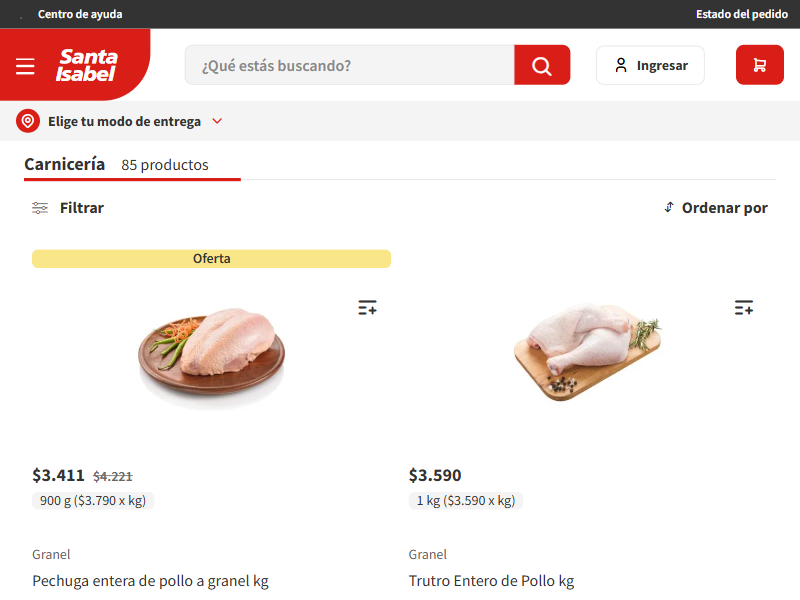 Centro de ayuda
Estado del pedido
Santa
Isabel
¿Qué estás buscando?
Ingresar
Elige tu modo de entrega
Carnicería 85 productos
Filtrar
Ordenar por
Oferta
$3.411 $4.221
900 g ($3.790 x kg)
Granel
Pechuga entera de pollo a granel kg
$3.590
1 kg ($3.590 x kg)
Granel
Trutro Entero de Pollo kg